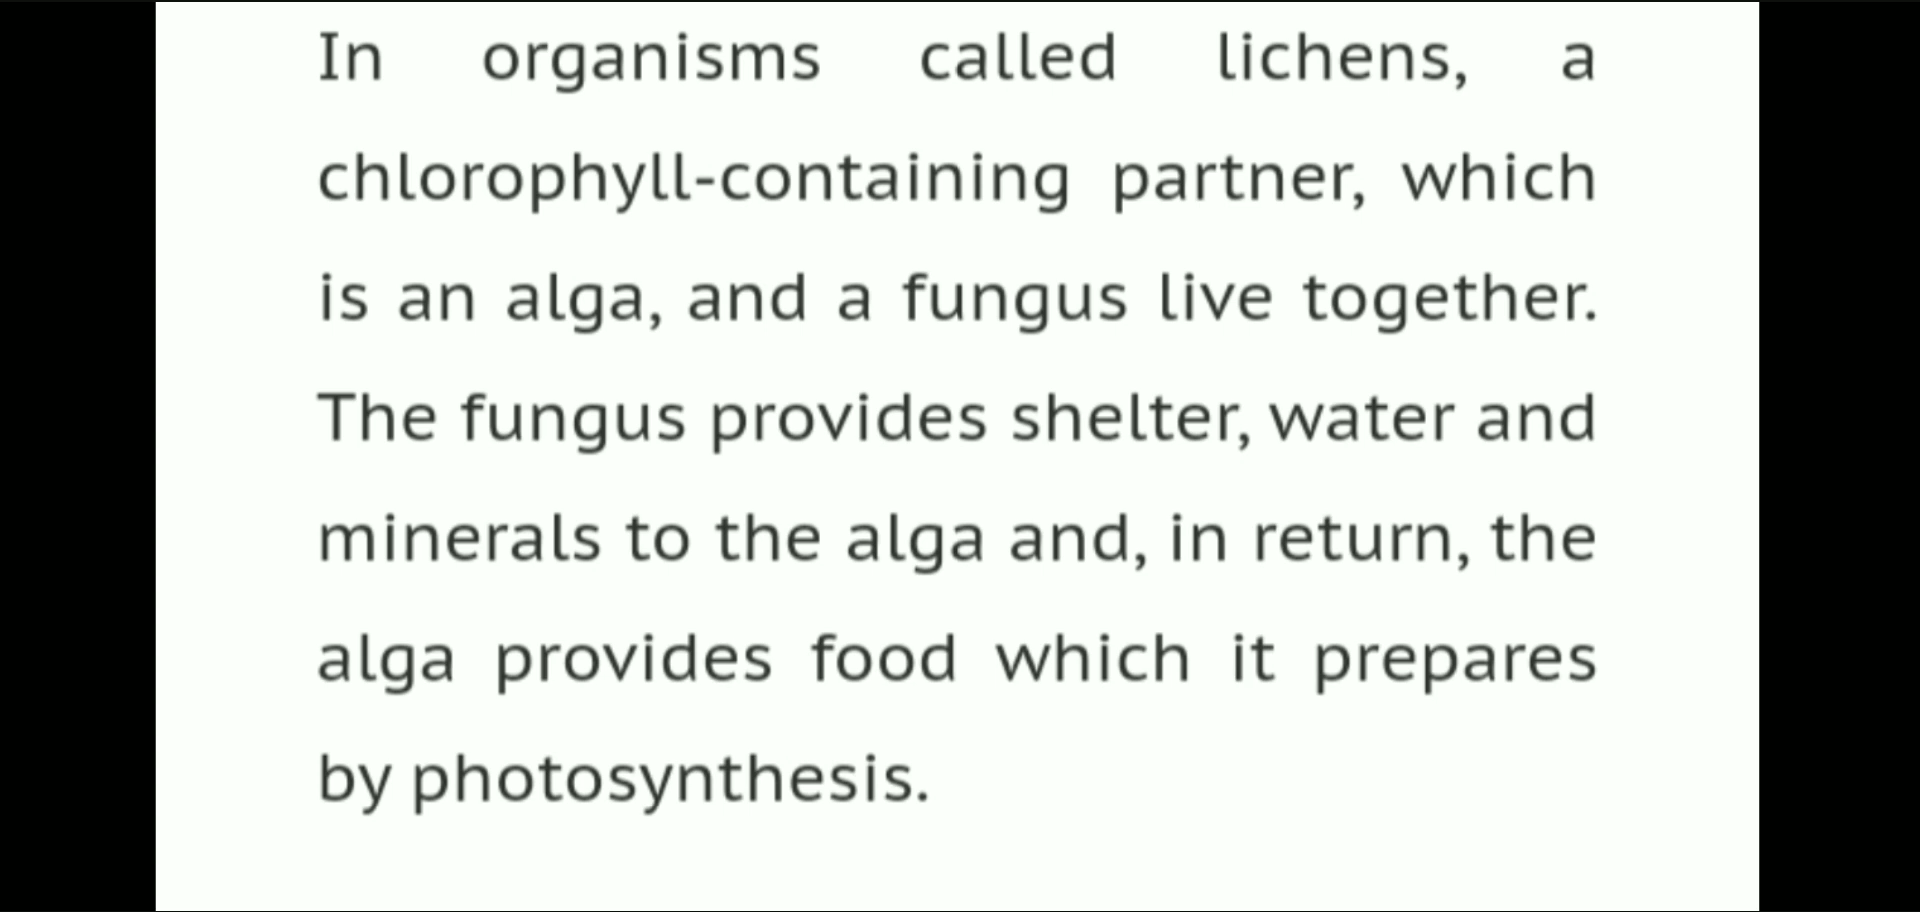 In organisms called lichens, a
chlorophyll-containing partner, which
is an alga, and a fungus live together.
The fungus provides shelter, water and
minerals to the alga and, in return, the
alga provides food which it prepares
by photosynthesis.